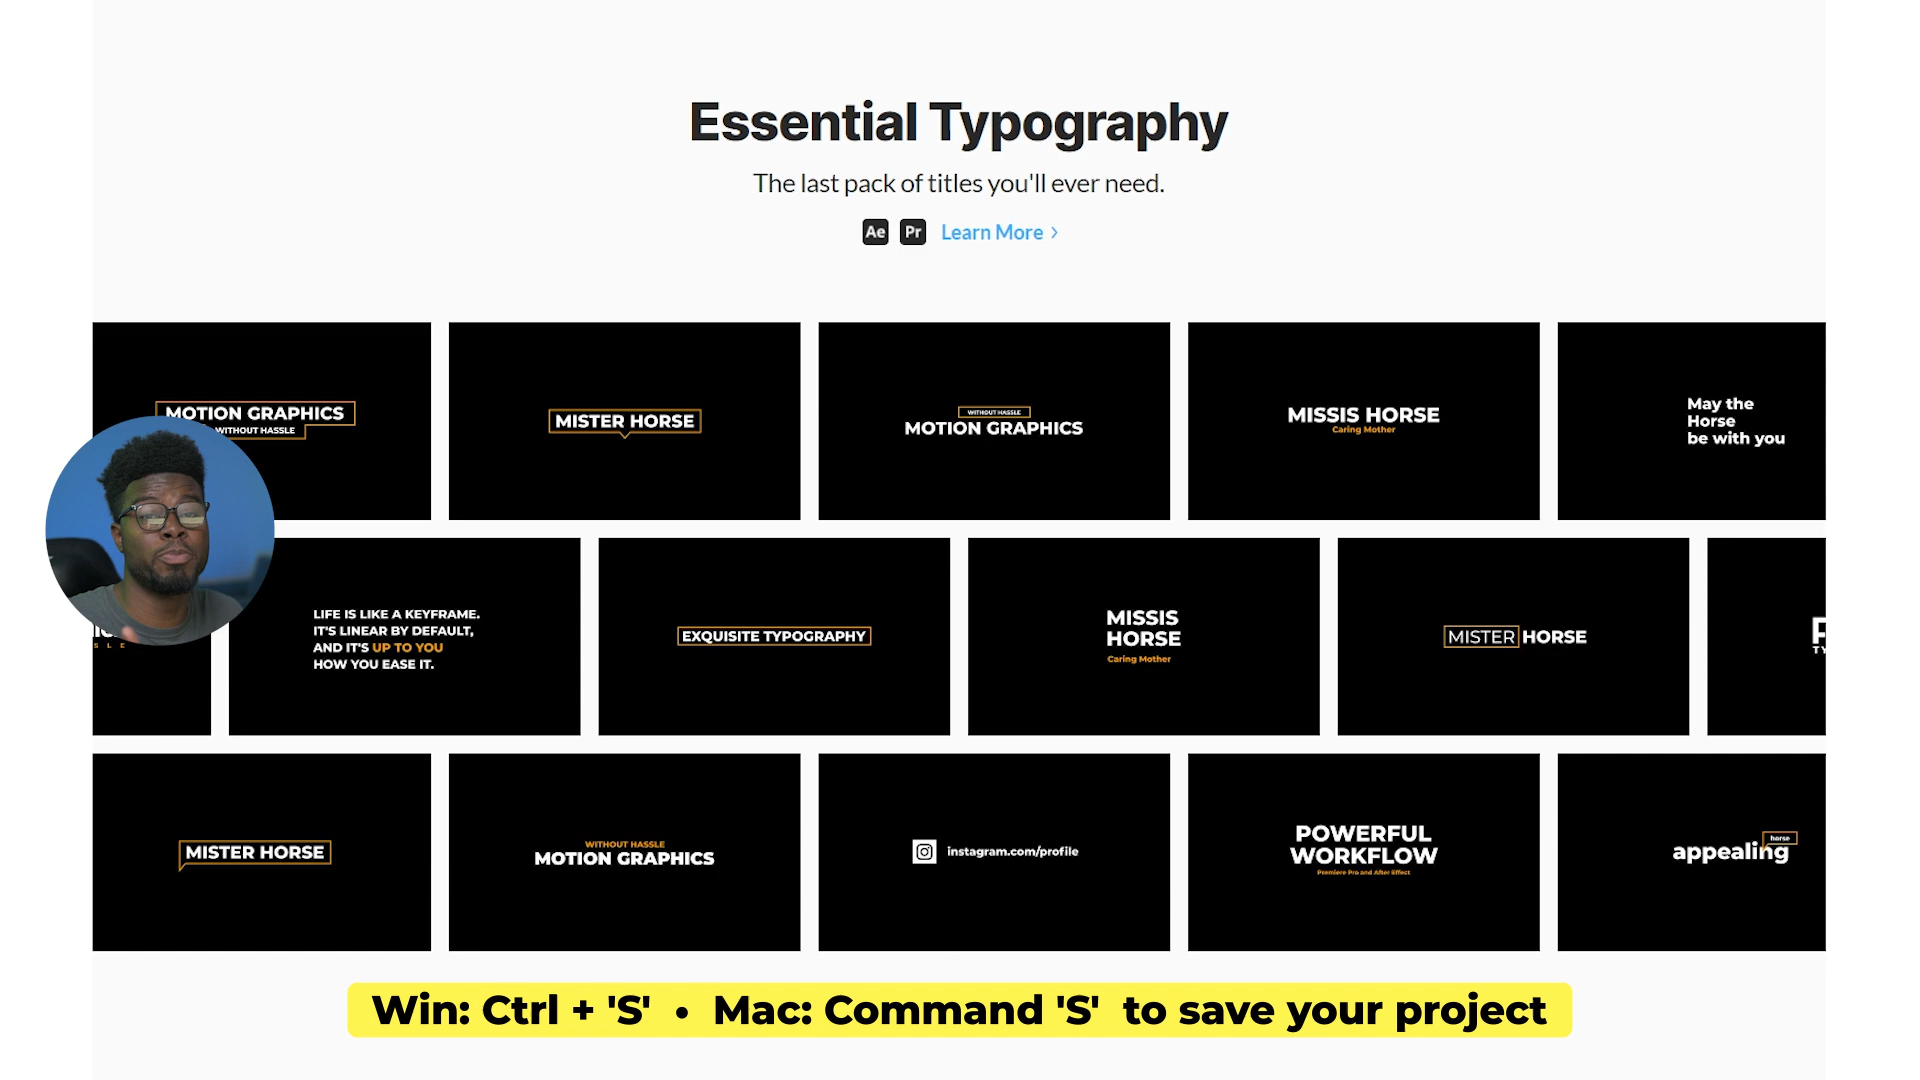 Essential Typography
The last pack of titles you'll ever need.
Ae Pr Learn More >
MOTION GRAPHICS
WITHOUT HASSLE
MISTER HORSE
WITHOUT HASSLE
MOTION GRAPHICS
MISSIS HORSE
Caring Mother
May the
Horse
be with you
S L E
LIFE IS LIKE A KEYFRAME.
IT'S LINEAR BY DEFAULT,
AND IT'S UP TO YOU
HOW YOU EASE IT.
EXQUISITE TYPOGRAPHY
MISSIS
HORSE
Caring Mother
MISTER HORSE
TY
MISTER HORSE
WITHOUT HASSLE
MOTION GRAPHICS
instagram.com/profile
POWERFUL
WORKFLOW
Premiere Pro and After Effect
horse
appealing
Win: Ctrl + 'S' • Mac: Command 'S' to save your project